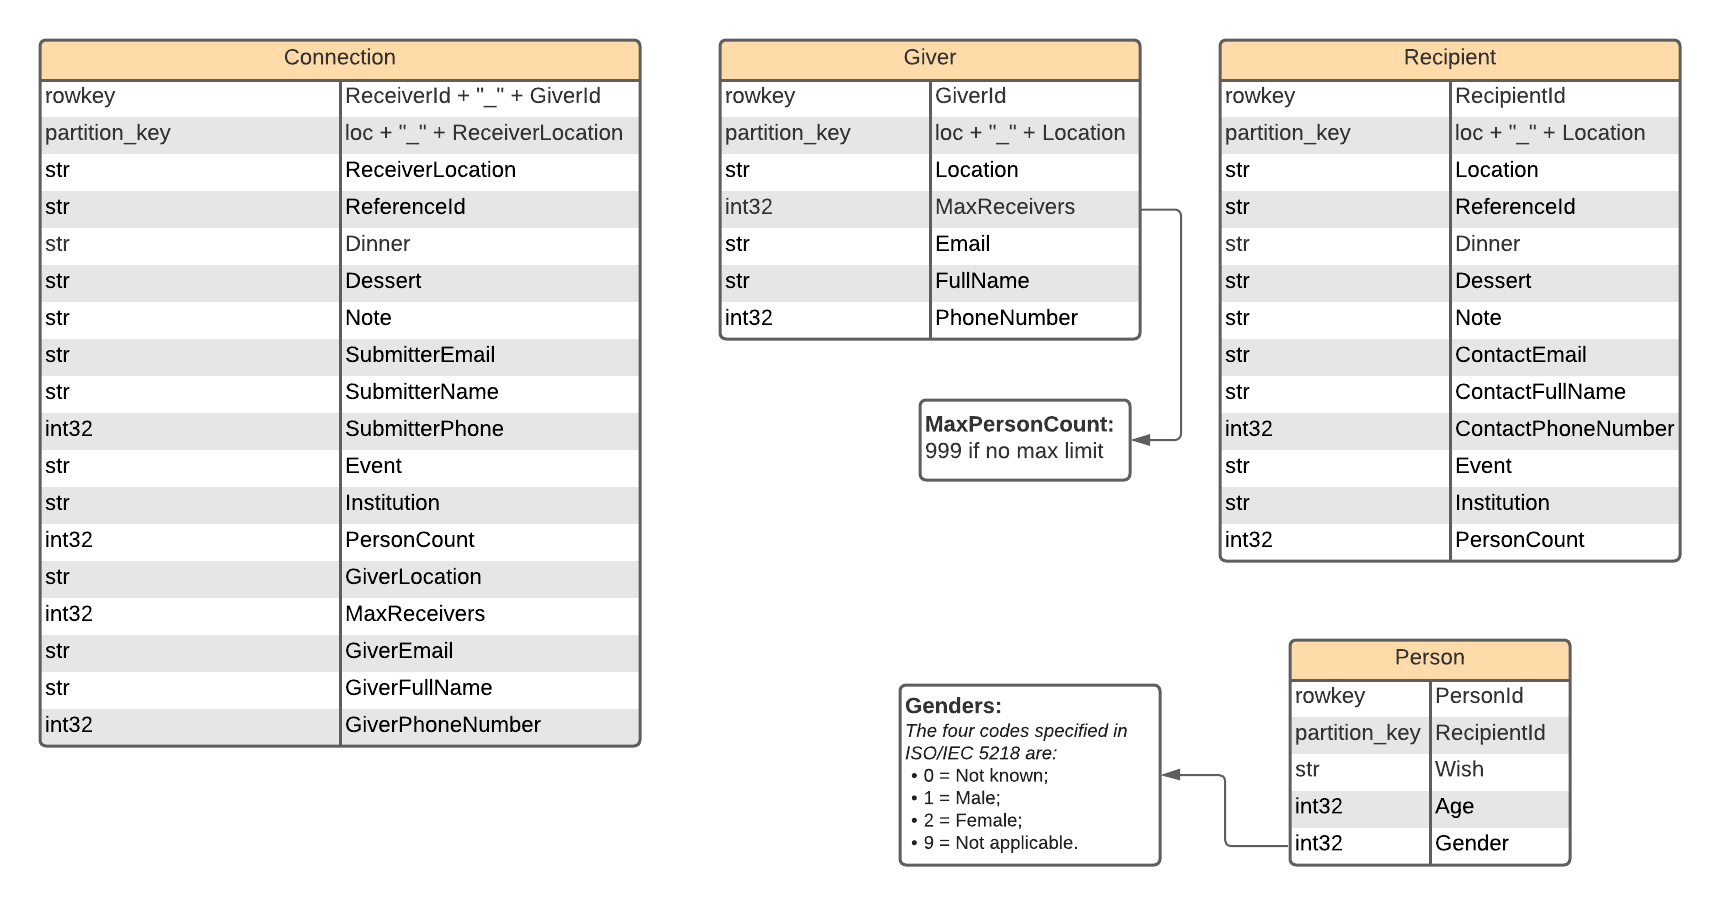 Connection
rowkey ReceiverId + "_" + GiverId
partition_key loc + "_" + ReceiverLocation
str ReceiverLocation
str ReferenceId
str Dinner
str Dessert
str Note
str SubmitterEmail
str SubmitterName
int32 SubmitterPhone
str Event
str Institution
int32 PersonCount
str GiverLocation
int32 MaxReceivers
str GiverEmail
str GiverFullName
int32 GiverPhoneNumber
Giver
rowkey GiverId
partition_key loc + "_" + Location
str Location
int32 MaxReceivers
str Email
str FullName
int32 PhoneNumber
MaxPersonCount:
999 if no max limit
Recipient
rowkey RecipientId
partition_key loc + "_" + Location
str Location
str ReferenceId
str Dinner
str Dessert
str Note
str ContactEmail
str ContactFullName
int32 ContactPhoneNumber
str Event
str Institution
int32 PersonCount
Genders:
The four codes specified in
ISO/IEC 5218 are:
• 0 = Not known;
• 1 = Male;
• 2 = Female;
• 9 = Not applicable.
Person
rowkey PersonId
partition_key RecipientId
str Wish
int32 Age
int32 Gender